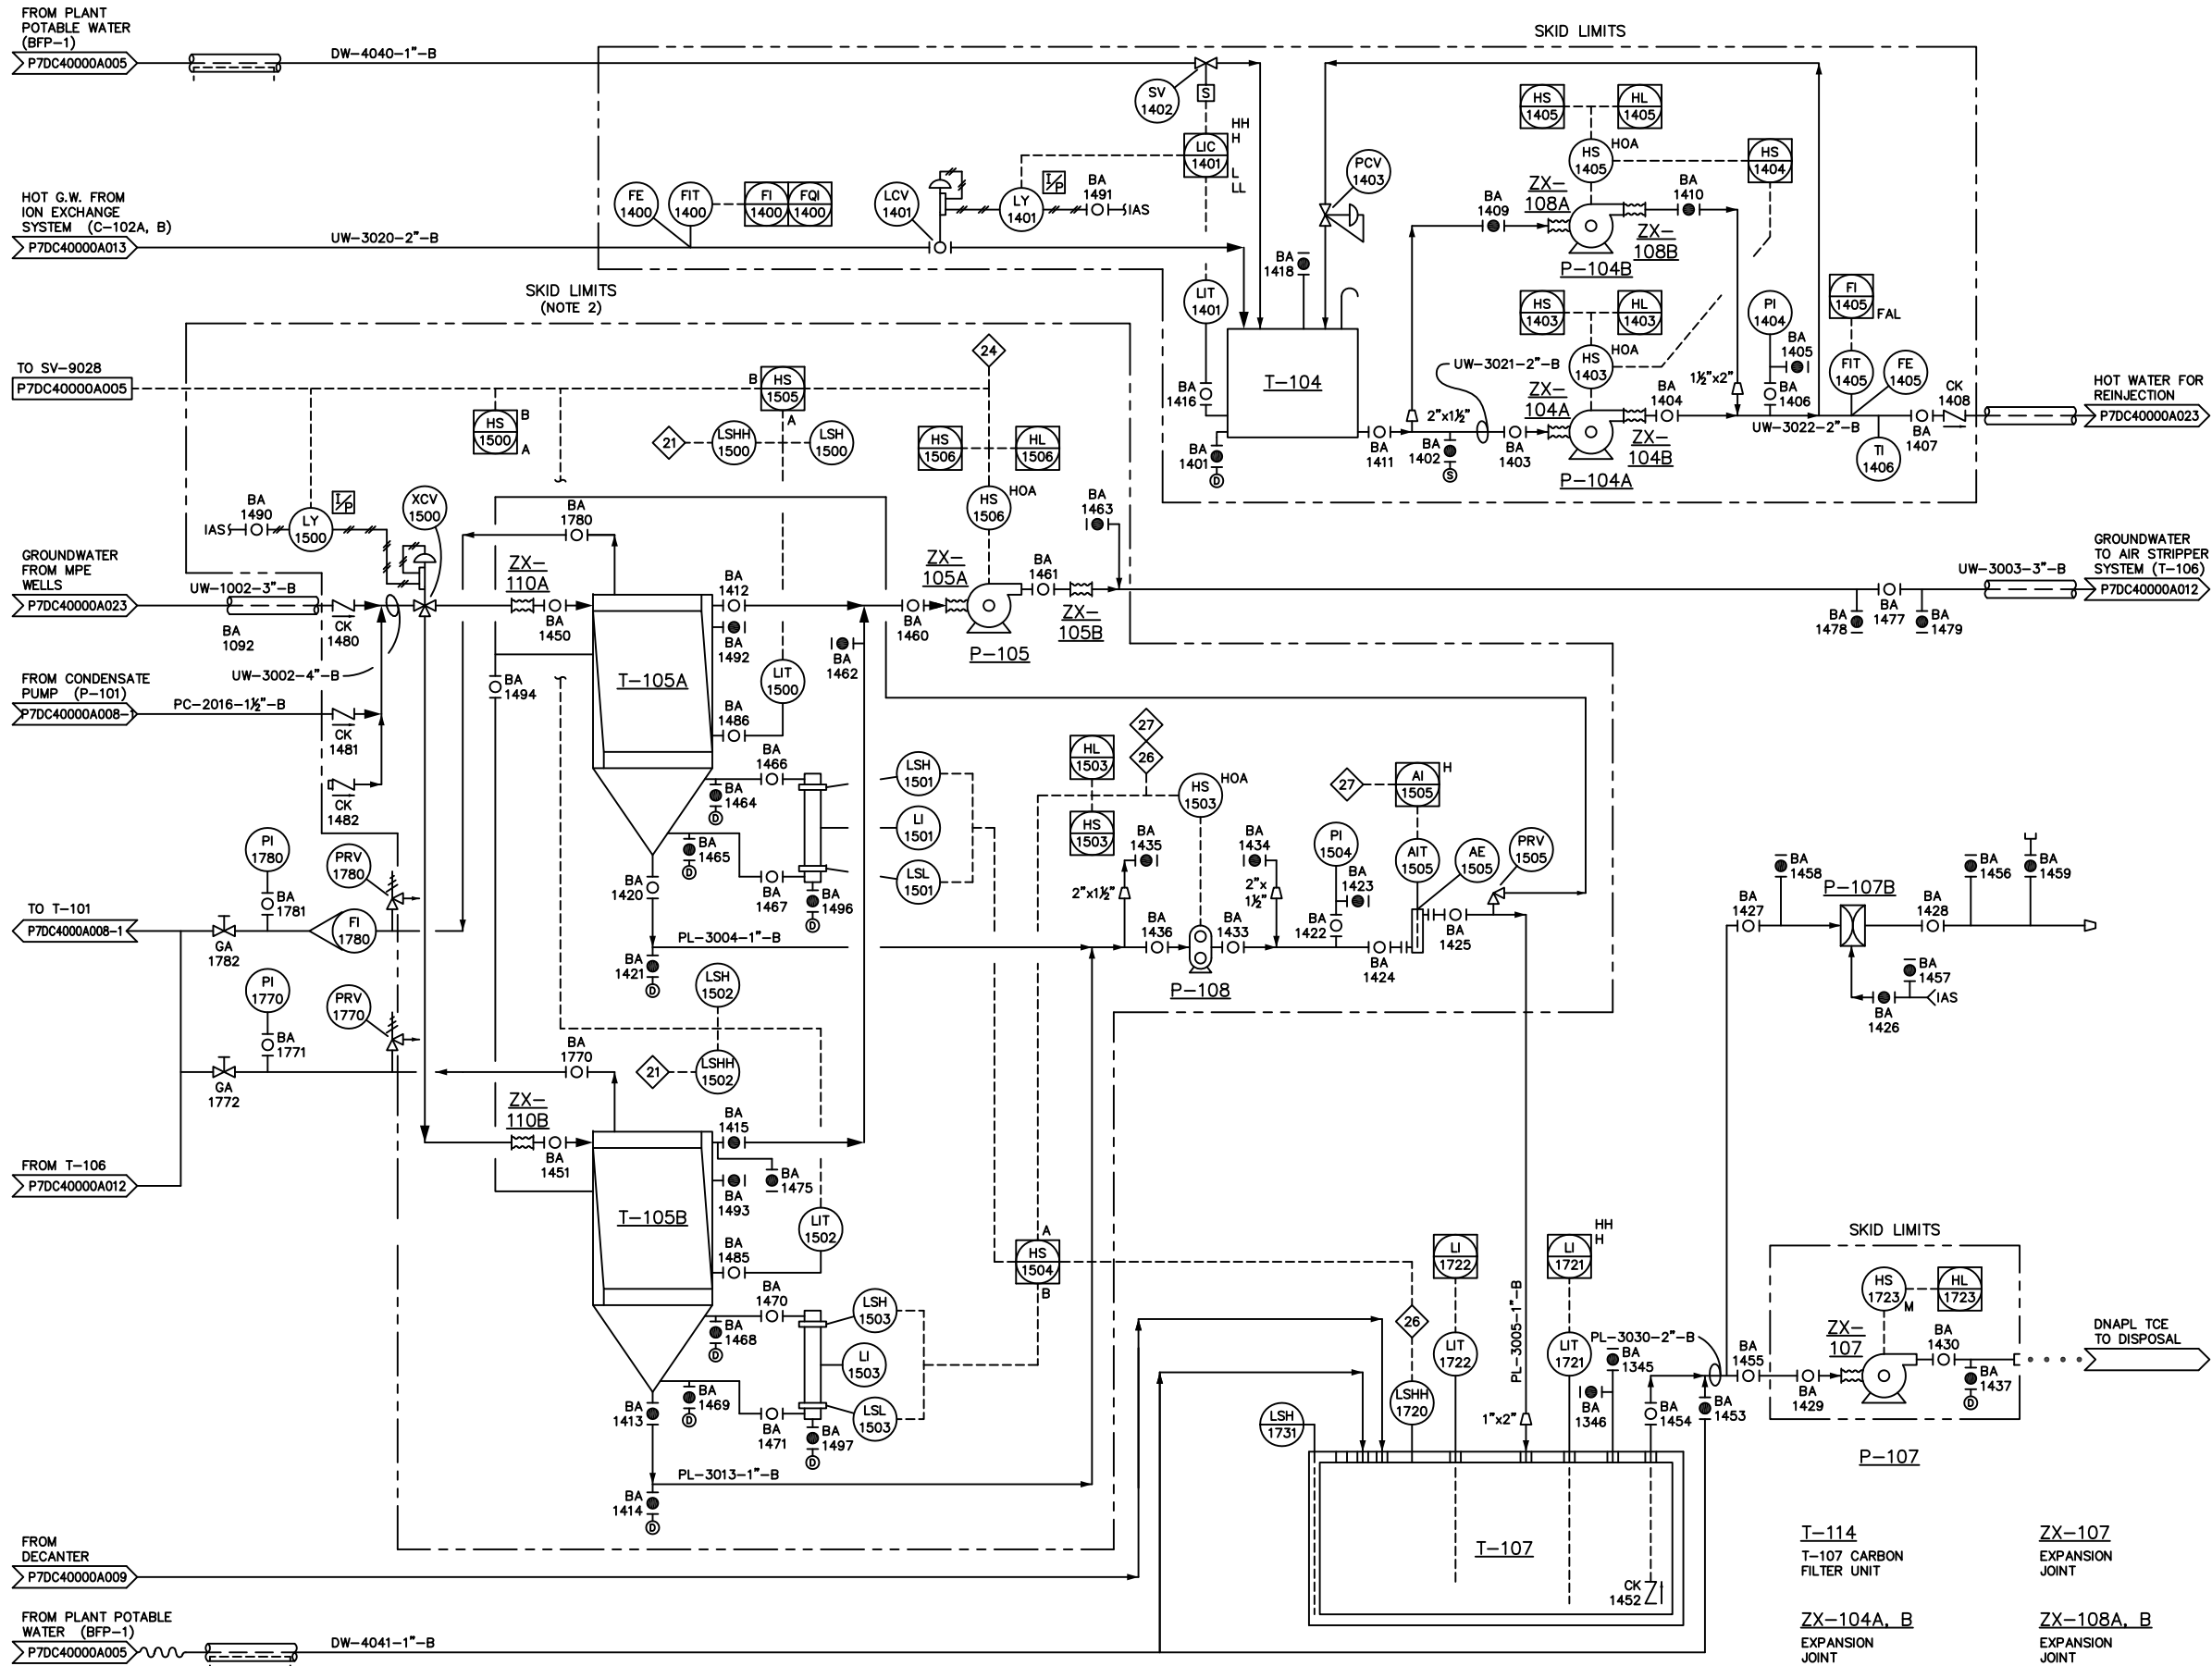 FROM PLANT
POTABLE WATER
(BFP-1)
P7DC40000A005
DW-4040-1"-B
SKID LIMITS
SV
1402
S
HH
H
LIC
1401
L
LL
PCV
1403
HS
1405
HL
1405
HS
1405
HOA
HS
1404
HOT G.W. FROM
ION EXCHANGE
SYSTEM (C-102A, B)
P7DC40000A013
UW-3020-2"-B
FE
1400
FIT
1400
FI
1400
FQI
1400
LCV
1401
LY
1401
I/P
BA
1491
IAS
BA
1409
ZX-
108A
BA
1410
ZX-
108B
P-104B
BA
1418
LIT
1401
HS
1403
HL
1403
HS
1403
HOA
PI
1404
BA
1405
FI
1405
FAL
FIT
1405
FE
1405
SKID LIMITS
(NOTE 2)
TO SV-9028
P7DC40000A005
B
HS
1505
A
HS
1500
B
A
21
LSHH
1500
LSH
1500
24
HS
1506
HL
1506
HS
1506
HOA
BA
1416
T-104
BA
1401
D
BA
1411
UW-3021-2"-B
2"x1½"
BA
1402
S
BA
1403
ZX-
104A
BA
1404
ZX-
104B
P-104A
1½"x2"
BA
1406
UW-3022-2"-B
TI
1406
BA
1407
CK
1408
HOT WATER FOR
REINJECTION
P7DC40000A023
BA
1490
IAS
LY
1500
I/P
XCV
1500
BA
1780
ZX-
110A
BA
1463
GROUNDWATER
FROM MPE
WELLS
P7DC40000A023
UW-1002-3"-B
BA
1092
CK
1480
UW-3002-4"-B
BA
1450
BA
1412
BA
1492
BA
1462
BA
1460
ZX-
105A
P-105
BA
1461
ZX-
105B
BA
1478
BA
1477
BA
1479
UW-3003-3"-B
GROUNDWATER
TO AIR STRIPPER
SYSTEM (T-106)
P7DC40000A012
FROM CONDENSATE
PUMP (P-101)
P7DC40000A008-1
PC-2016-1½"-B
CK
1481
CK
1482
BA
1494
T-105A
LIT
1500
BA
1486
BA
1466
BA
1464
D
BA
1465
D
BA
1467
BA
1496
D
LSH
1501
LI
1501
LSL
1501
BA
1420
BA
1421
D
PL-3004-1"-B
HL
1503
HS
1503
27
26
HS
1503
HOA
BA
1435
2"x1½"
BA
1436
P-108
BA
1433
BA
1434
2"x
1½"
PI
1504
BA
1423
BA
1422
BA
1424
27
AI
1505
H
AIT
1505
AE
1505
PRV
1505
BA
1425
PI
1780
BA
1781
PRV
1780
FI
1780
TO T-101
P7DC4000A008-1
GA
1782
PI
1770
BA
1771
PRV
1770
GA
1772
FROM T-106
P7DC40000A012
BA
1427
BA
1458
P-107B
BA
1428
BA
1456
BA
1459
BA
1457
IAS
BA
1426
LSH
1502
21
LSHH
1502
BA
1770
ZX-
110B
BA
1451
BA
1415
BA
1475
BA
1493
T-105B
LIT
1502
BA
1485
BA
1470
BA
1468
D
BA
1469
D
BA
1471
BA
1497
D
LSH
1503
LI
1503
LSL
1503
BA
1413
BA
1414
D
PL-3013-1"-B
A
HS
1504
B
LI
1722
LI
1721
HH
H
26
LIT
1722
LIT
1721
LSHH
1720
LSH
1731
PL-3005-1"-B
1"x2"
BA
1345
BA
1346
PL-3030-2"-B
BA
1454
BA
1453
BA
1455
SKID LIMITS
HS
1723
M
HL
1723
ZX-
107
BA
1429
BA
1430
BA
1437
D
P-107
DNAPL TCE
TO DISPOSAL
T-107
CK
1452
FROM
DECANTER
P7DC40000A009
FROM PLANT POTABLE
WATER (BFP-1)
P7DC40000A005
DW-4041-1"-B
T-114
T-107 CARBON
FILTER UNIT
ZX-107
EXPANSION
JOINT
ZX-104A, B
EXPANSION
JOINT
ZX-108A, B
EXPANSION
JOINT